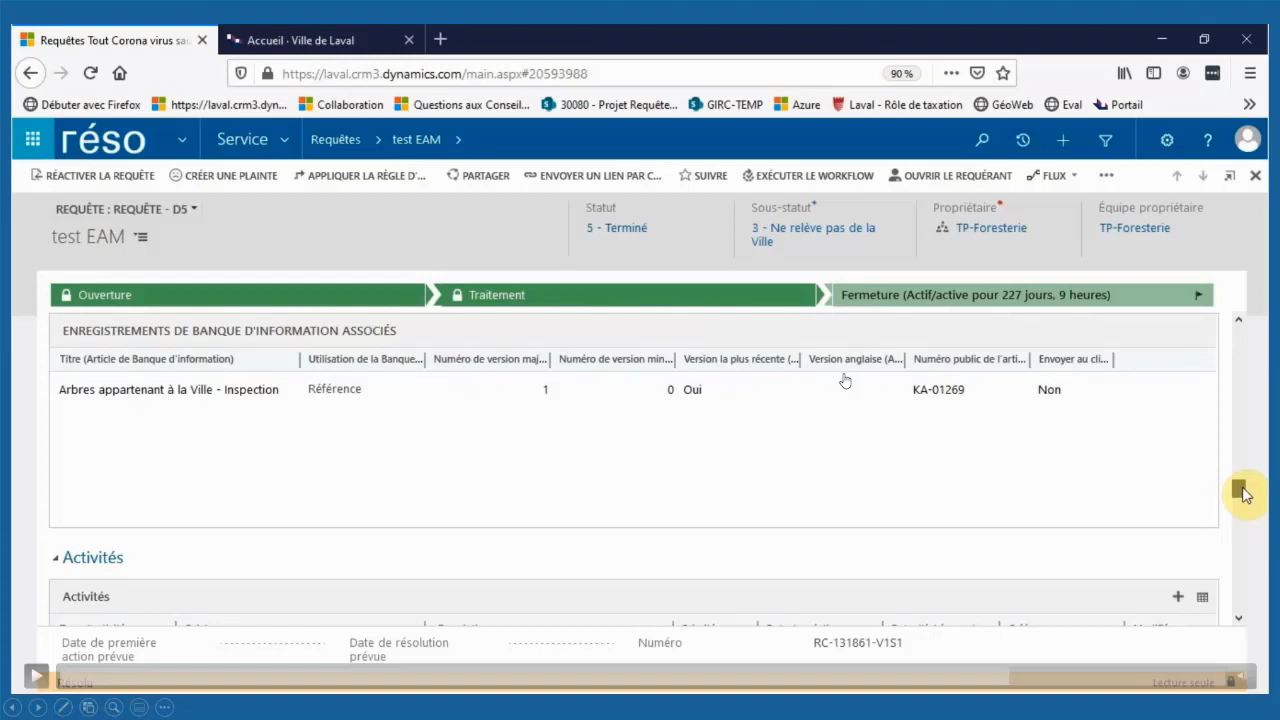 Requêtes Tout Corona virus sa
Accueil · Ville de Laval
https://laval.crm3.dynamics.com/main.aspx#20593988
90 %
Débuter avec Firefox
https://laval.crm3.dyn...
Collaboration
Questions aux Conseil...
30080 - Projet Requête...
GIRC-TEMP
Azure
Laval - Rôle de taxation
GéoWeb
Eval
Portail
réso
Service
Requêtes
test EAM
RÉACTIVER LA REQUÊTE
CRÉER UNE PLAINTE
APPLIQUER LA RÈGLE D'...
PARTAGER
ENVOYER UN LIEN PAR C...
SUIVRE
EXÉCUTER LE WORKFLOW
OUVRIR LE REQUÉRANT
FLUX
REQUÊTE : REQUÊTE - D5
test EAM
Statut
5 - Terminé
Sous-statut*
3 - Ne relève pas de la
Ville
Propriétaire*
TP-Foresterie
Équipe propriétaire
TP-Foresterie
Ouverture
Traitement
Fermeture (Actif/active pour 227 jours, 9 heures)
ENREGISTREMENTS DE BANQUE D'INFORMATION ASSOCIÉS
Titre (Article de Banque d'information)
Utilisation de la Banque...
Numéro de version maj...
Numéro de version min...
Version la plus récente (...
Version anglaise (A...
Numéro public de l'arti...
Envoyer au cli...
Arbres appartenant à la Ville - Inspection
Référence
1
0
Oui
KA-01269
Non
Activités
Activités
Date de première
action prévue
Date de résolution
prévue
Numéro
RC-131861-V1S1
Résolu
Lecture seule